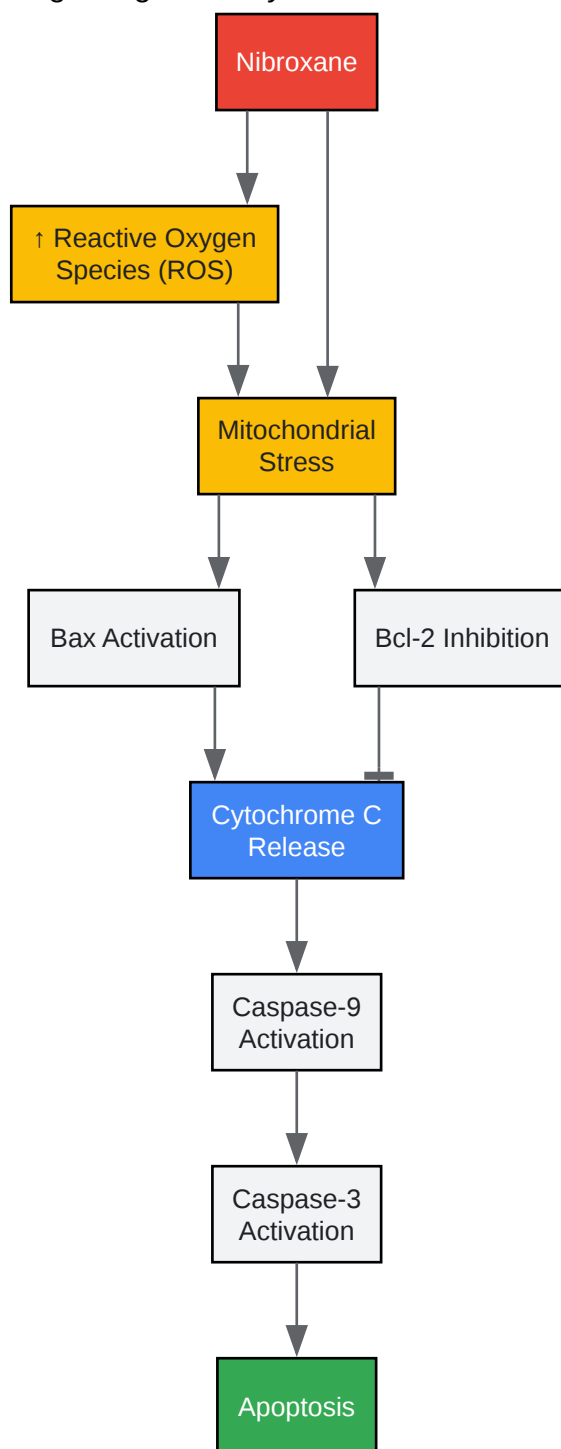 Nibroxane
↑ Reactive Oxygen
Species (ROS)
Mitochondrial
Stress
Bax Activation
Bcl-2 Inhibition
Cytochrome C
Release
Caspase-9
Activation
Caspase-3
Activation
Apoptosis